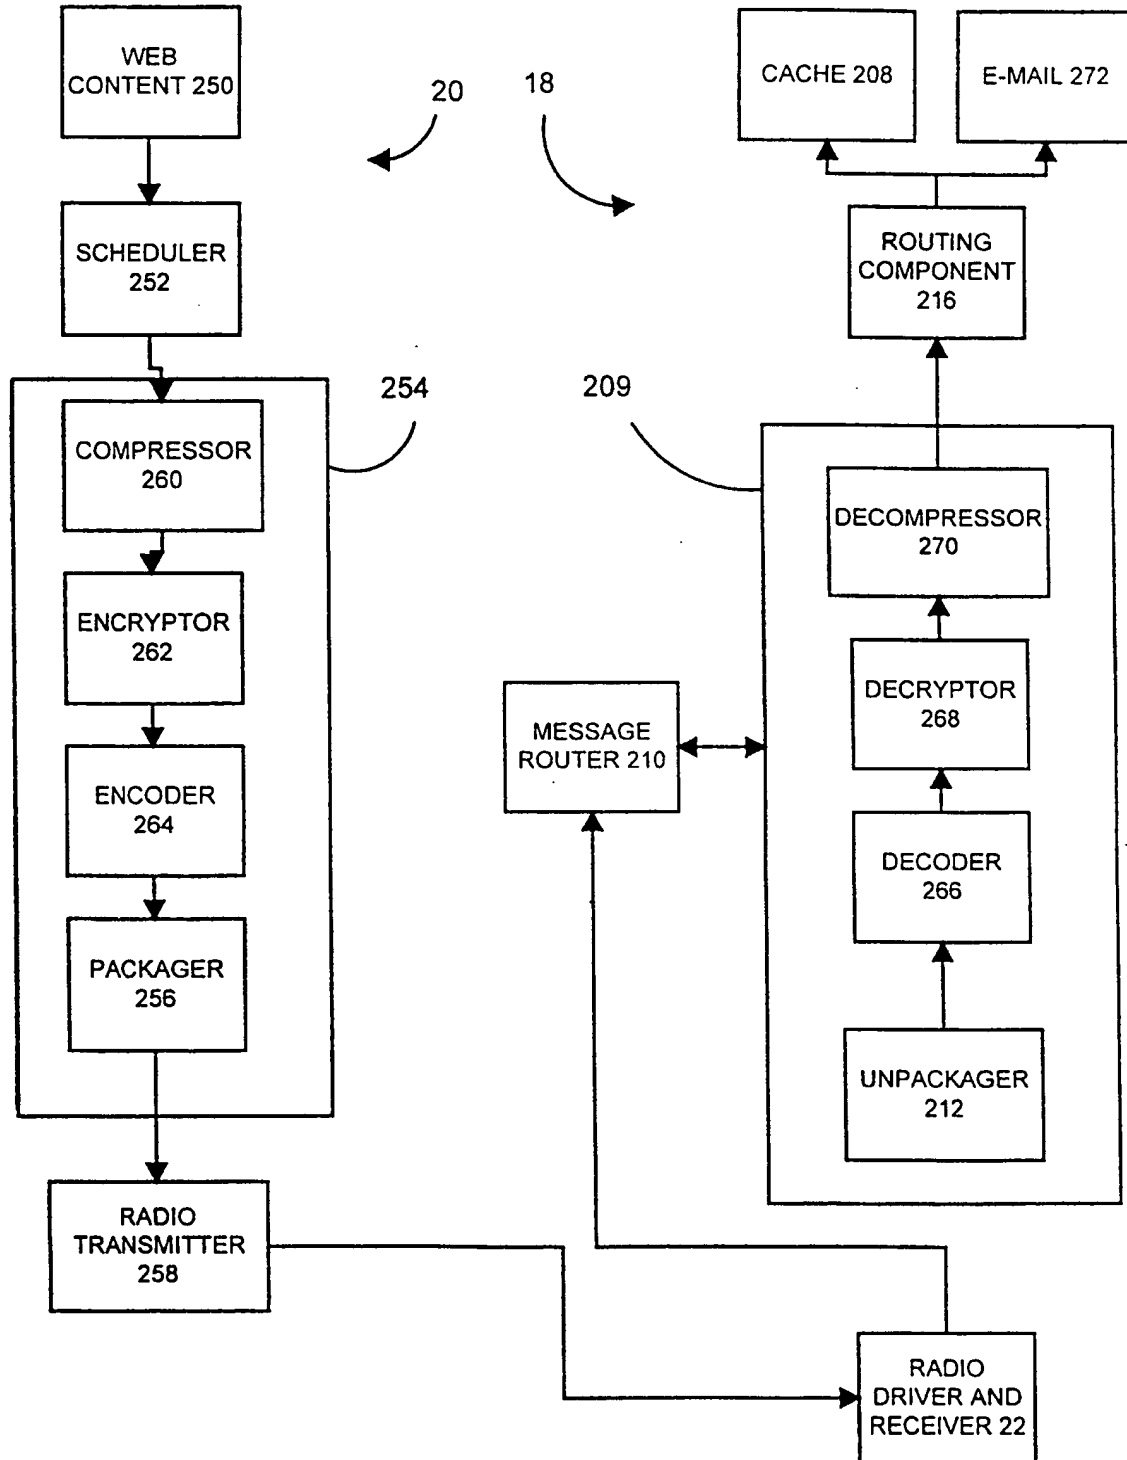 WEB
CONTENT 250
20
18
CACHE 208
E-MAIL 272
SCHEDULER
252
ROUTING
COMPONENT
216
254
209
COMPRESSOR
260
DECOMPRESSOR
270
ENCRYPTOR
262
DECRYPTOR
268
MESSAGE
ROUTER 210
ENCODER
264
DECODER
266
PACKAGER
256
UNPACKAGER
212
RADIO
TRANSMITTER
258
RADIO
DRIVER AND
RECEIVER 22